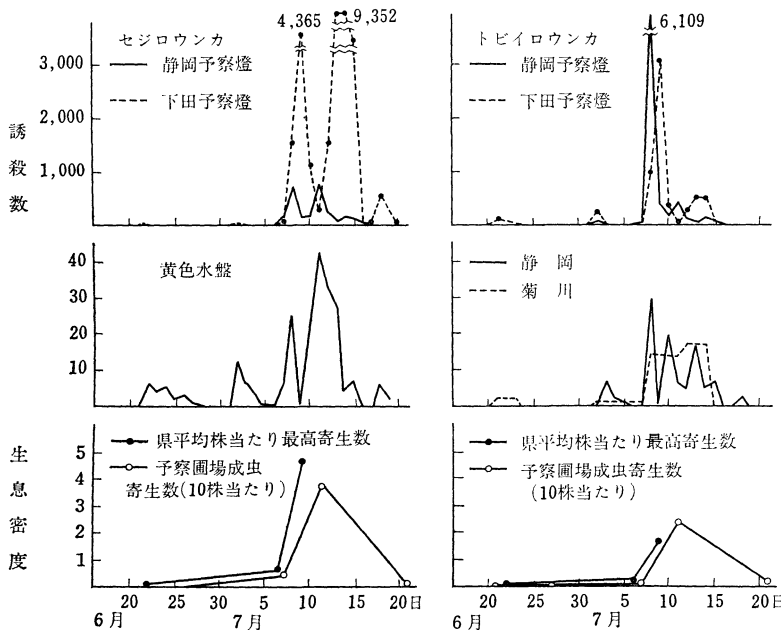 4,365
9,352
セジロウンカ
静岡予察燈
下田予察燈
3,000
2,000
1,000
誘殺数
6,109
トビイロウンカ
静岡予察燈
下田予察燈
黄色水盤
40
30
20
10
静岡
菊川
県平均株当たり最高寄生数
予察圃場成虫
寄生数(10株当たり)
5
4
3
2
1
生息密度
20 25 5 10 15 20日
6月 7月
県平均株当たり最高寄生数
予察圃場成虫寄生数
(10株当たり)
20 25 5 10 15 20日
6月 7月